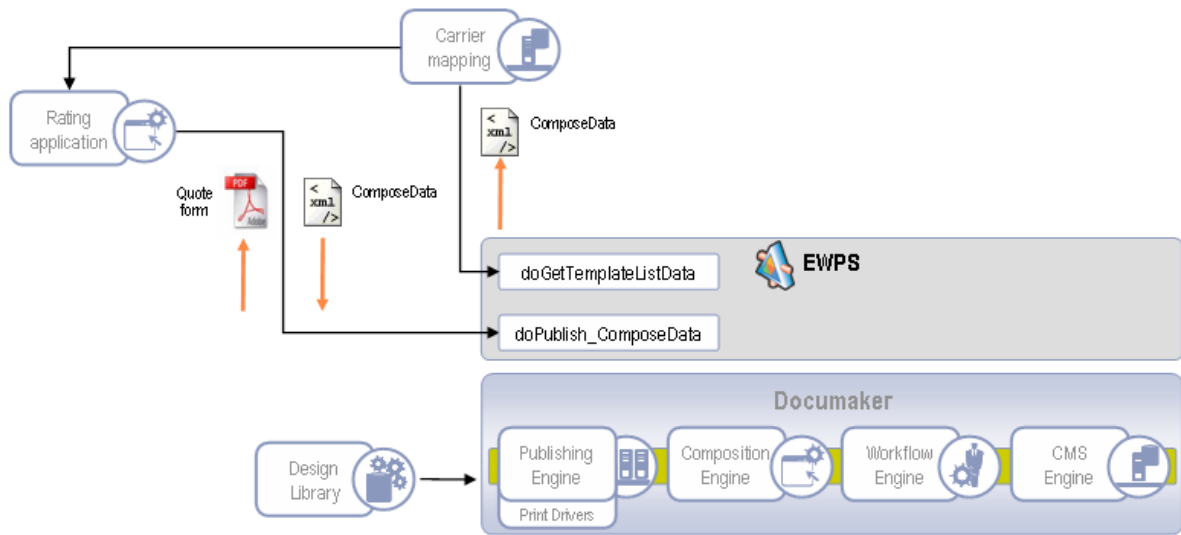 Carrier
mapping
Rating
application
< xml />
ComposeData
Quote
form
PDF
Adobe
< xml />
ComposeData
EWPS
doGetTemplateListData
doPublish_ComposeData
Documaker
Design
Library
Publishing
Engine
Print Drivers
Composition
Engine
Workflow
Engine
CMS
Engine